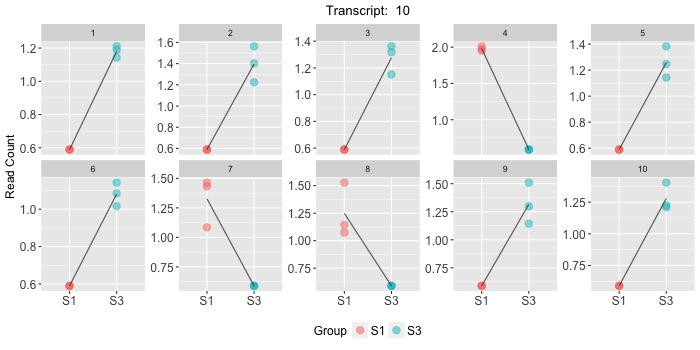 Transcript: 10
1 2 3 4 5
1.2 1.0 0.8 0.6
1.6 1.4 1.2 1.0 0.8 0.6
1.4 1.2 1.0 0.8 0.6
2.0 1.5 1.0
1.4 1.2 1.0 0.8 0.6
Read Count
6 7 8 9 10
1.0 0.8 0.6
1.50 1.25 1.00 0.75
1.50 1.25 1.00 0.75
1.50 1.25 1.00 0.75
1.25 1.00 0.75
S1 S3 S1 S3 S1 S3 S1 S3 S1 S3
Group S1 S3